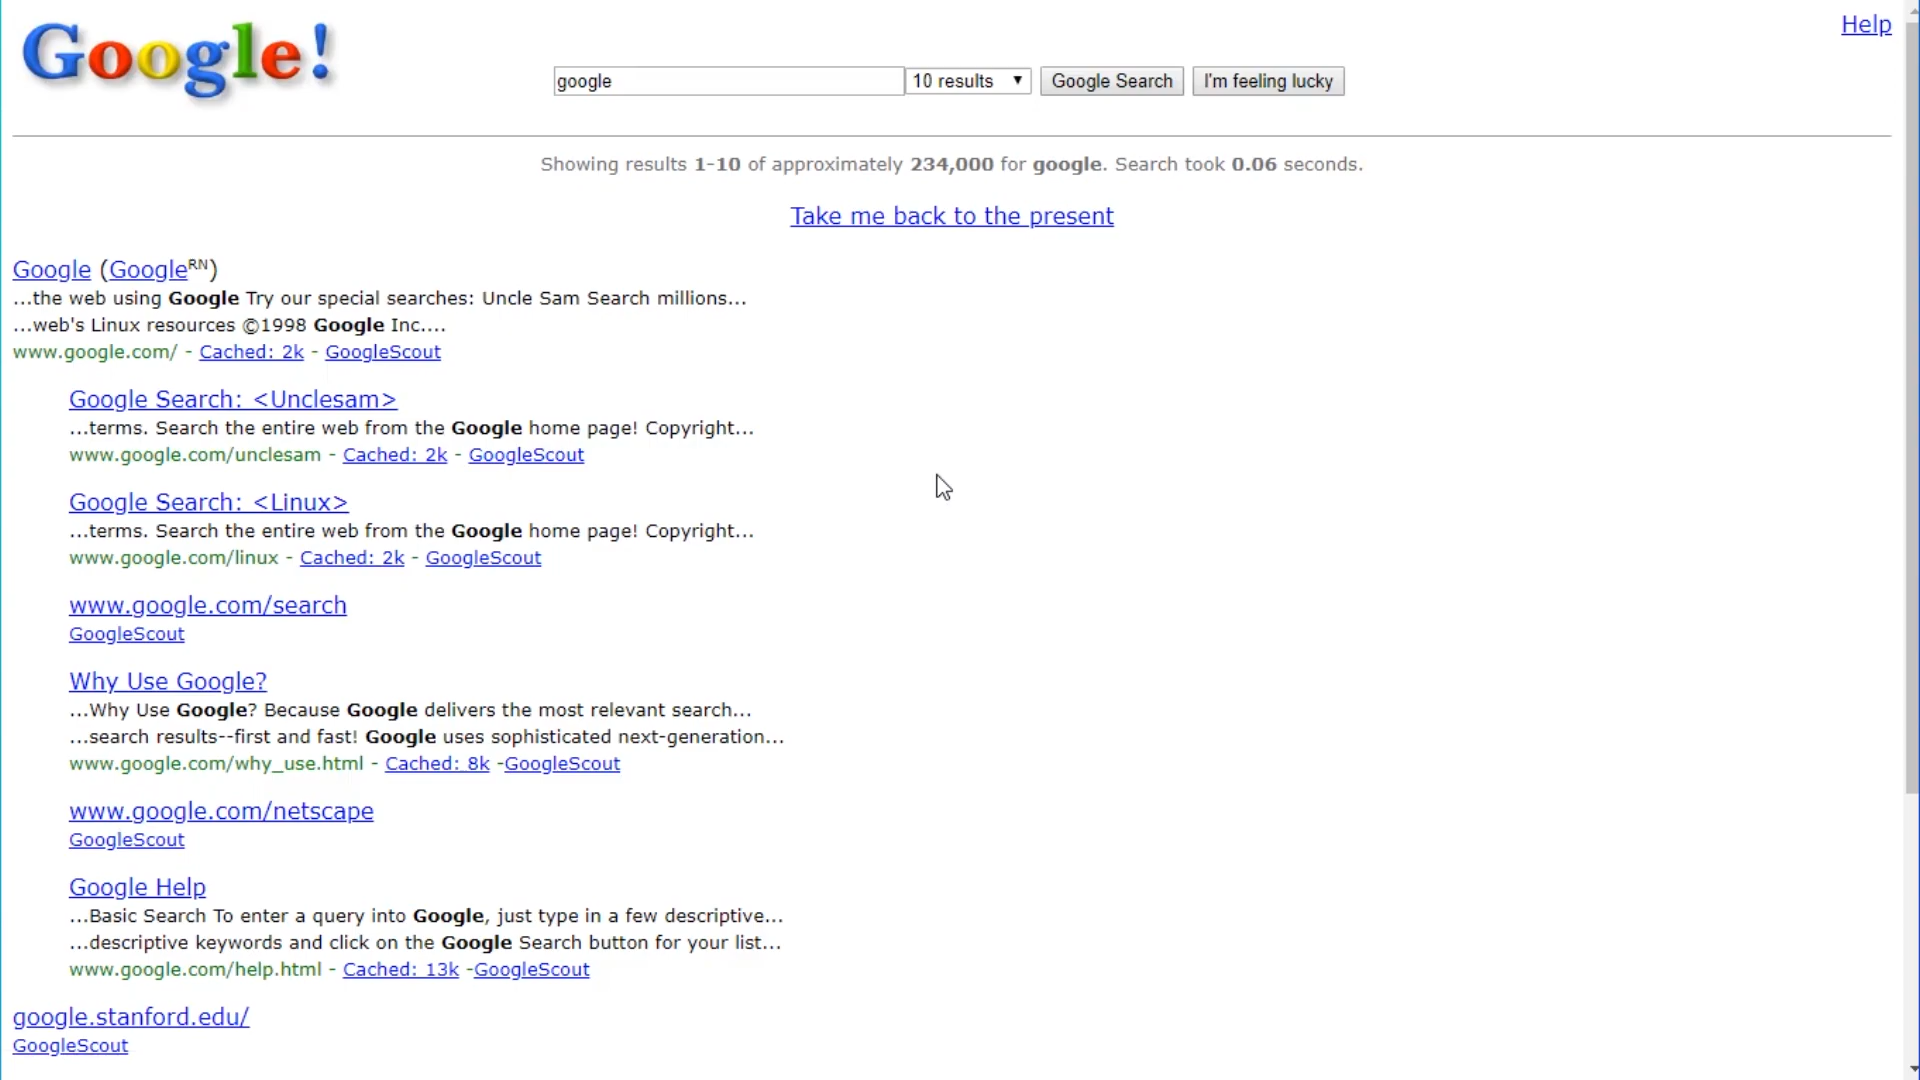 Google!
Help
google 10 results ▼ Google Search I'm feeling lucky
Showing results 1-10 of approximately 234,000 for google. Search took 0.06 seconds.
Take me back to the present
Google (GoogleRN)
...the web using Google Try our special searches: Uncle Sam Search millions...
...web's Linux resources ©1998 Google Inc....
www.google.com/ - Cached: 2k - GoogleScout
Google Search: <Unclesam>
...terms. Search the entire web from the Google home page! Copyright...
www.google.com/unclesam - Cached: 2k - GoogleScout
Google Search: <Linux>
...terms. Search the entire web from the Google home page! Copyright...
www.google.com/linux - Cached: 2k - GoogleScout
www.google.com/search
GoogleScout
Why Use Google?
...Why Use Google? Because Google delivers the most relevant search...
...search results--first and fast! Google uses sophisticated next-generation...
www.google.com/why_use.html - Cached: 8k -GoogleScout
www.google.com/netscape
GoogleScout
Google Help
...Basic Search To enter a query into Google, just type in a few descriptive...
...descriptive keywords and click on the Google Search button for your list...
www.google.com/help.html - Cached: 13k -GoogleScout
google.stanford.edu/
GoogleScout